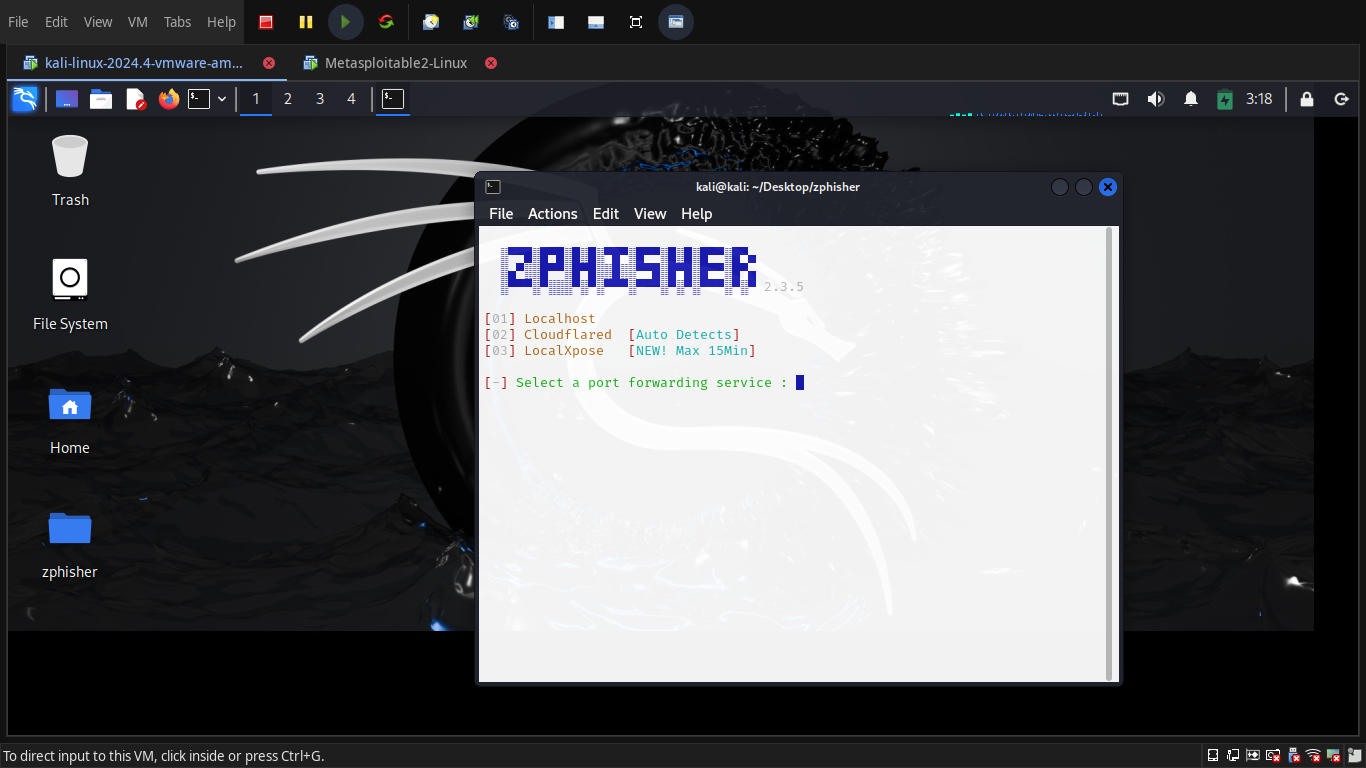 File Edit View VM Tabs Help
kali-linux-2024.4-vmware-am... Metasploitable2-Linux
1 2 3 4 3:18
Trash
File System
Home
zphisher
kali@kali: ~/Desktop/zphisher
File Actions Edit View Help
ZPHISHER 2.3.5
[01] Localhost
[02] Cloudflared [Auto Detects]
[03] LocalXpose [NEW! Max 15Min]
[-] Select a port forwarding service :
To direct input to this VM, click inside or press Ctrl+G.